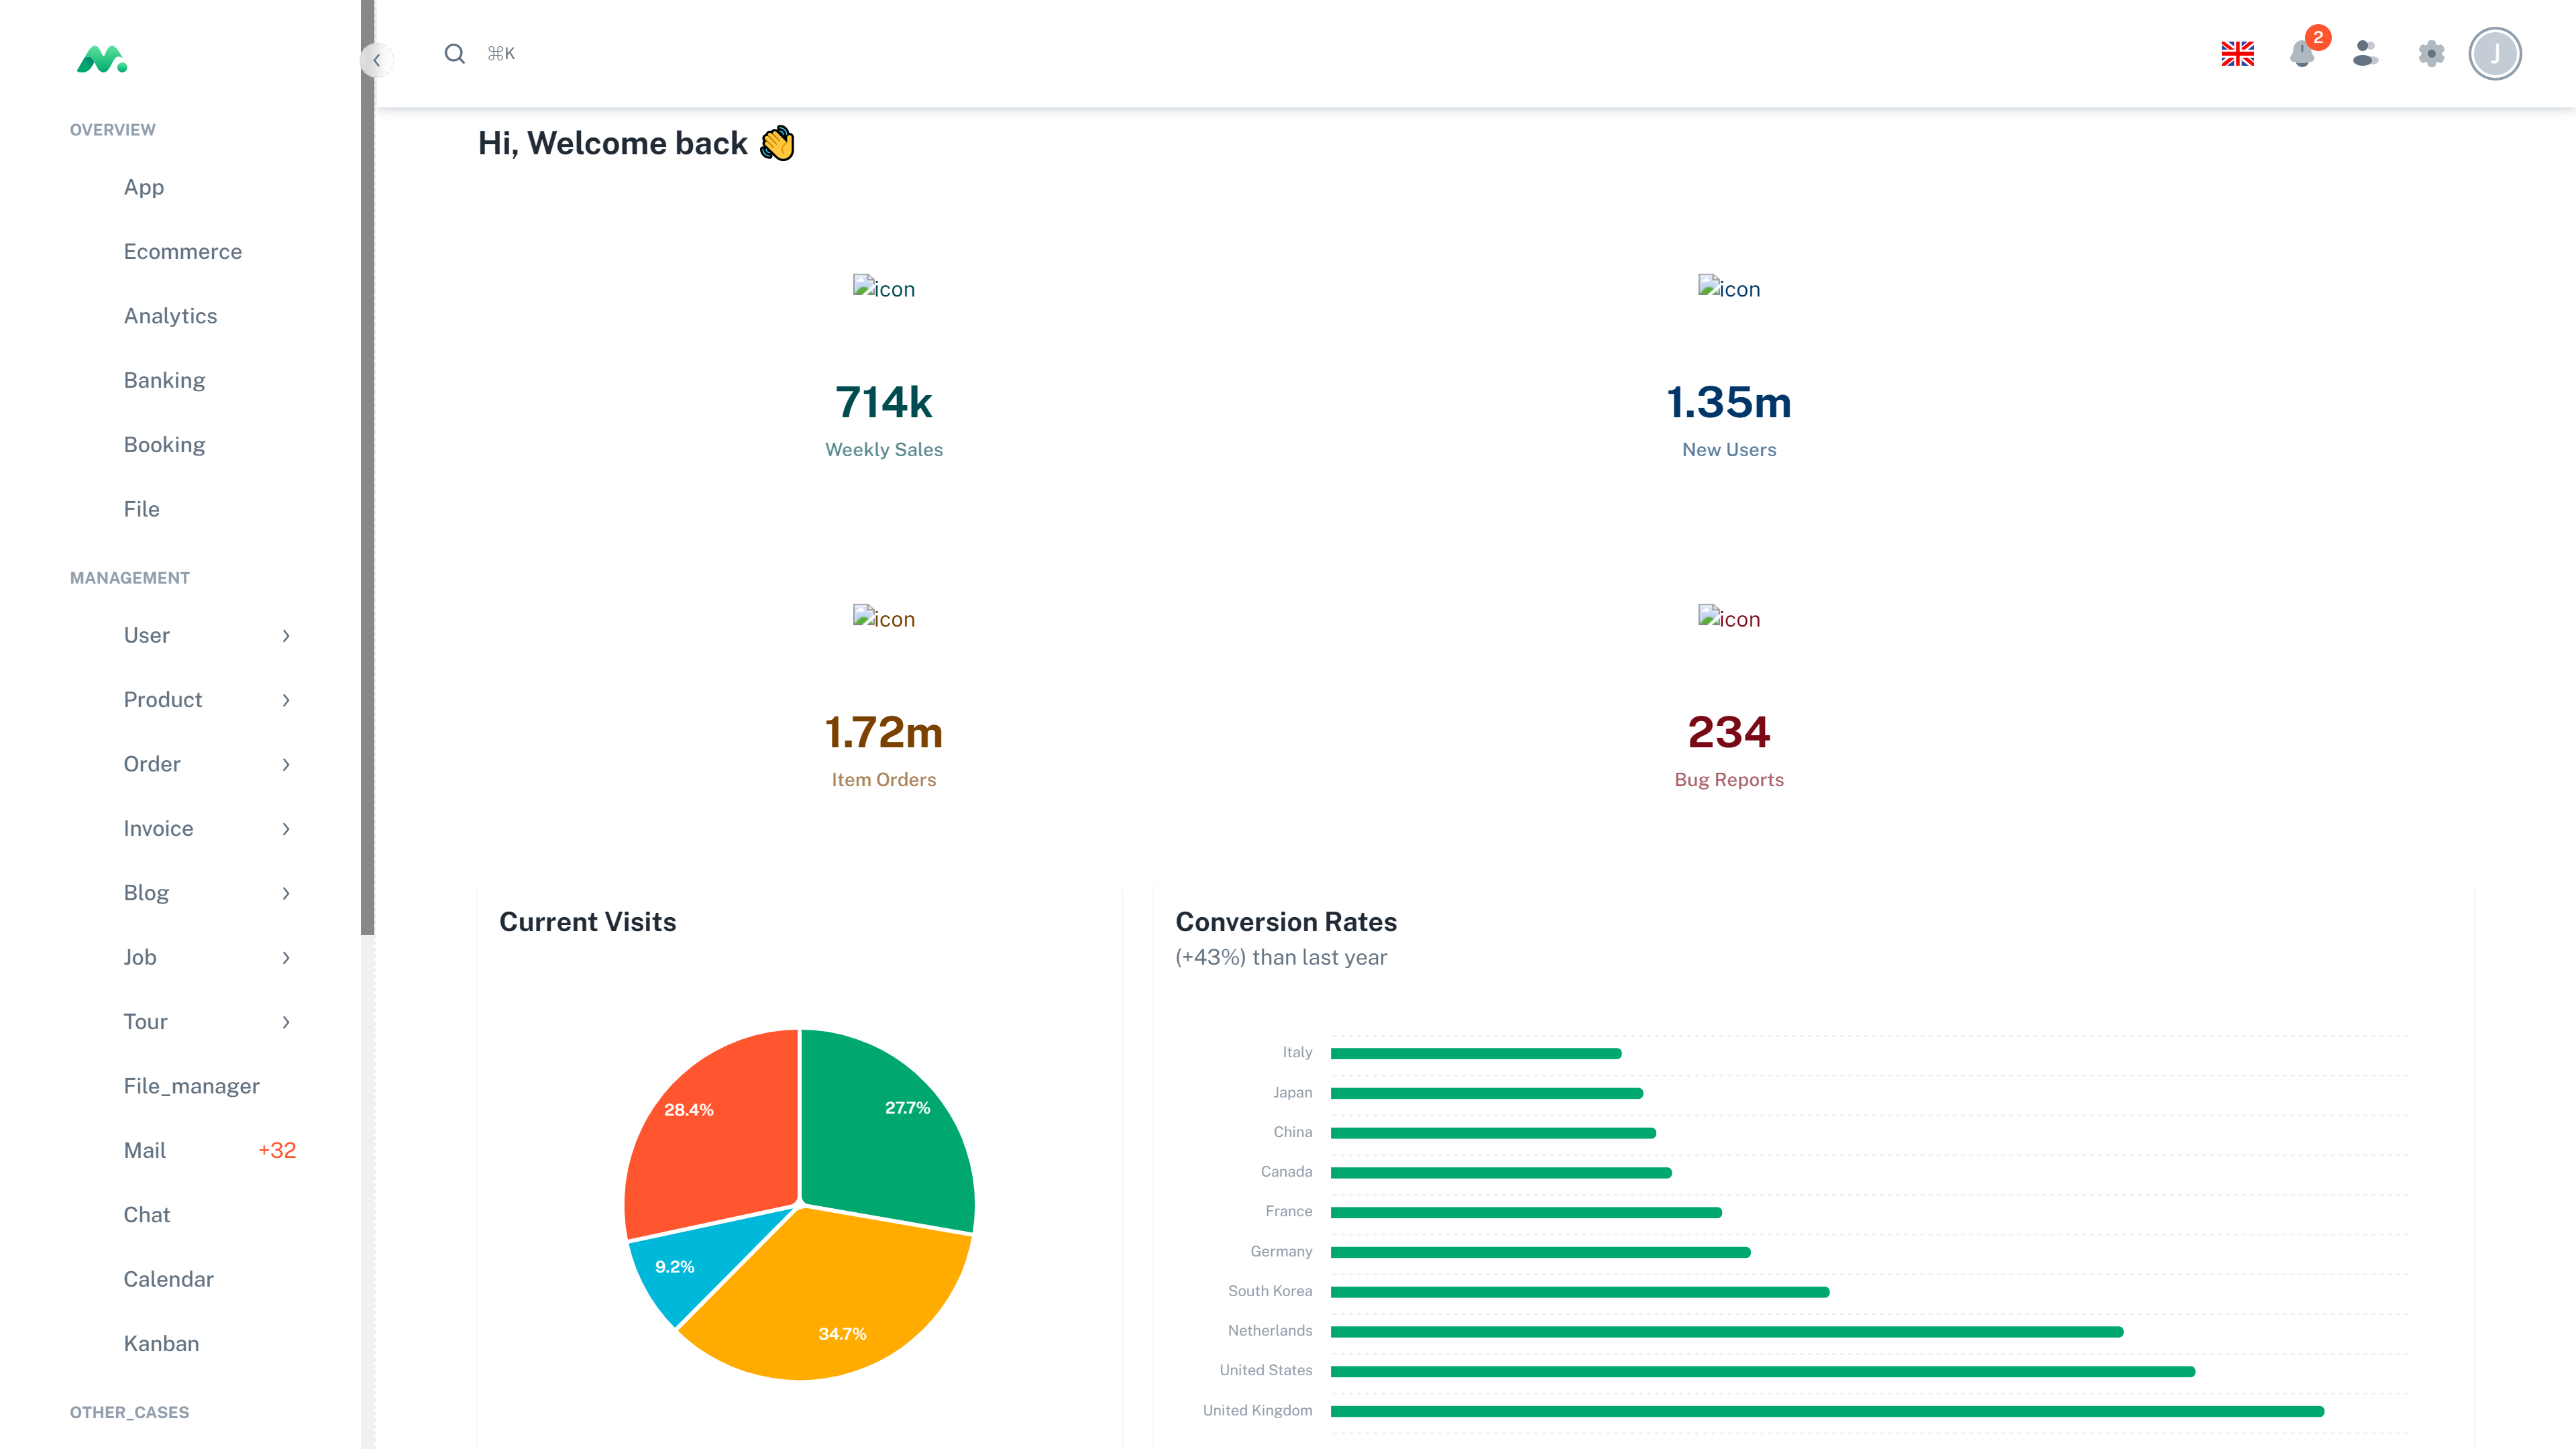 ⌘K
2
J
OVERVIEW
App
Ecommerce
Analytics
Banking
Booking
File
MANAGEMENT
User
Product
Order
Invoice
Blog
Job
Tour
File_manager
Mail +32
Chat
Calendar
Kanban
OTHER_CASES
Hi, Welcome back 👋
icon
714k
Weekly Sales
icon
1.35m
New Users
icon
1.72m
Item Orders
icon
234
Bug Reports
Current Visits
28.4%
27.7%
9.2%
34.7%
Conversion Rates
(+43%) than last year
Italy
Japan
China
Canada
France
Germany
South Korea
Netherlands
United States
United Kingdom